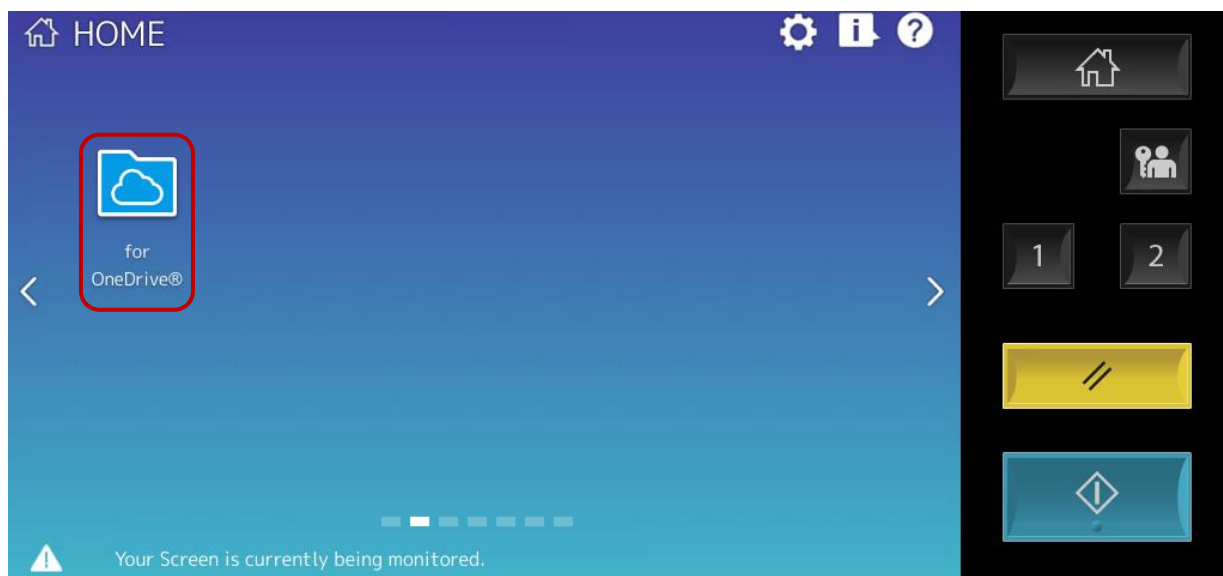 HOME
i ?
for
OneDrive®
1 2
Your Screen is currently being monitored.